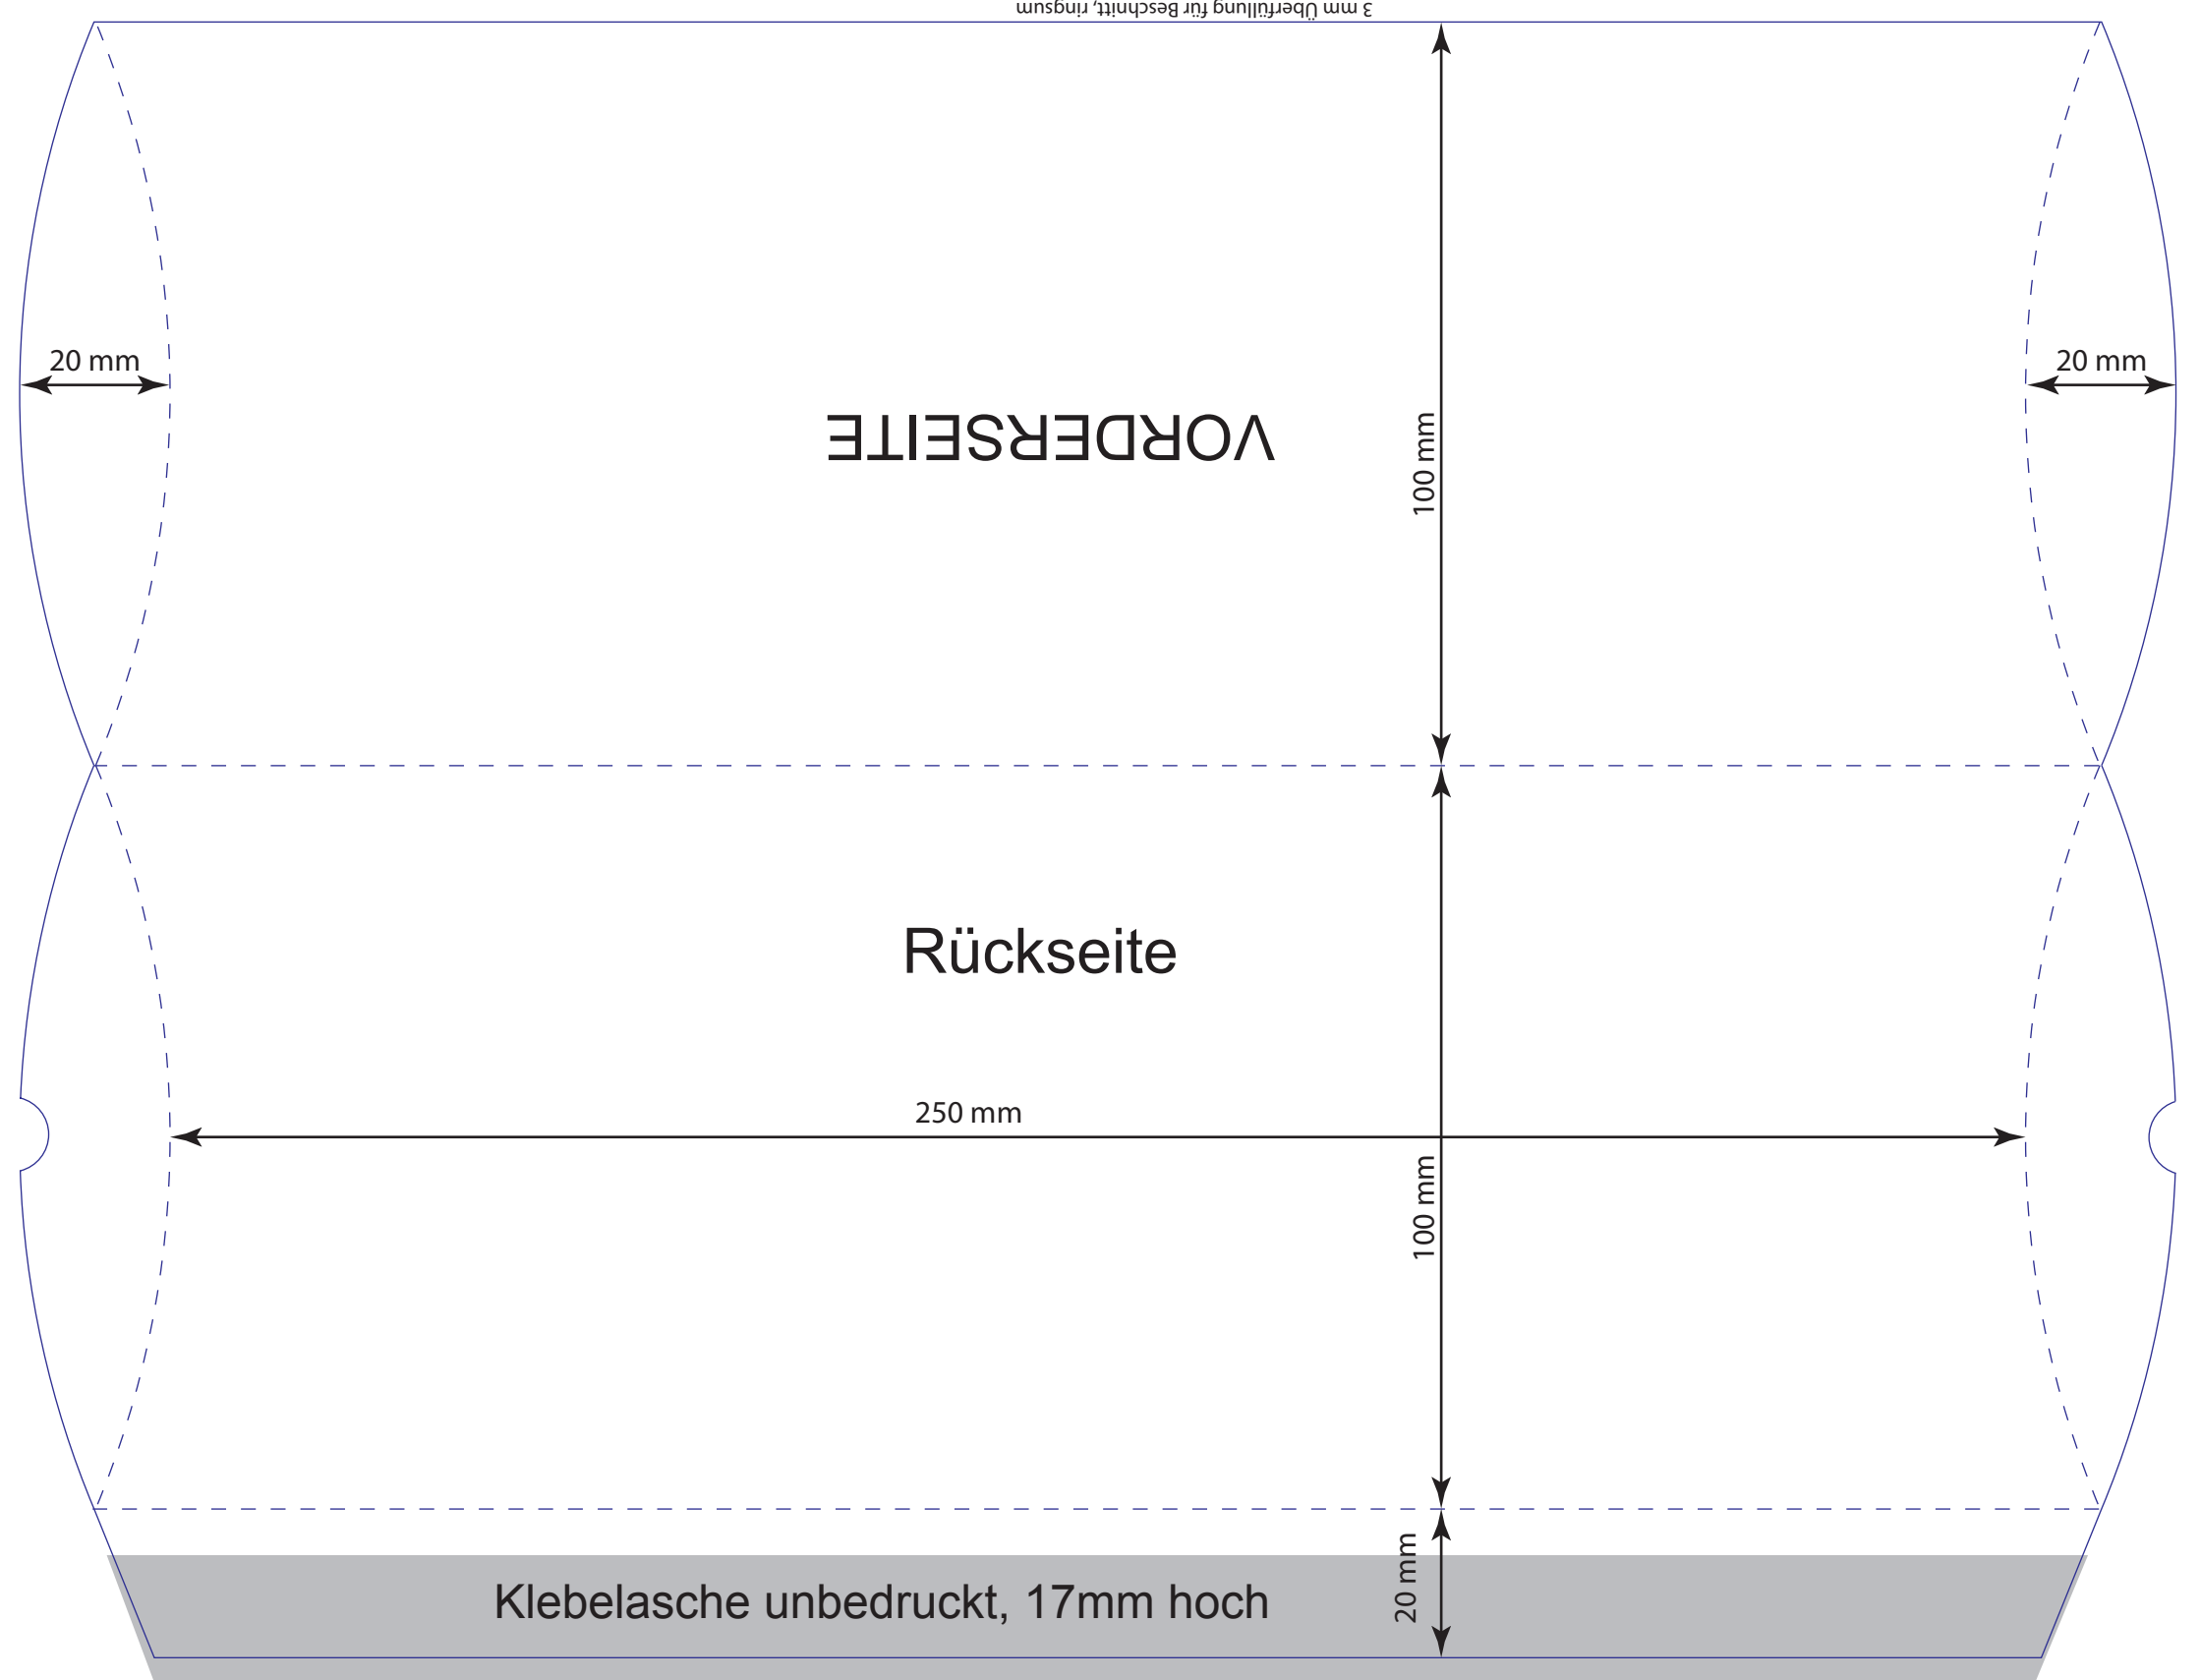 3 mm Überfüllung für Beschnitt, ringsum
20 mm
20 mm
VORDERSEITE
100 mm
Rückseite
250 mm
100 mm
20 mm
Klebelasche unbedruckt, 17mm hoch